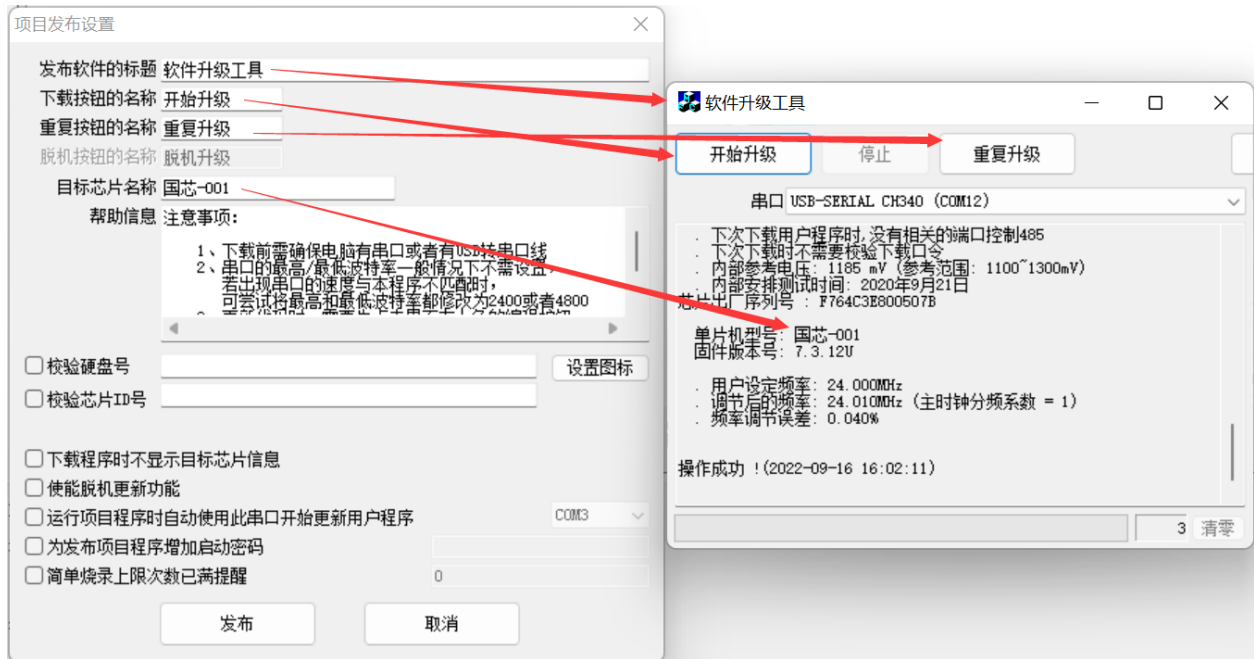 项目发布设置
发布软件的标题 软件升级工具
下载按钮的名称 开始升级
重复按钮的名称 重复升级
脱机按钮的名称 脱机升级
目标芯片名称 国芯-001
帮助信息 注意事项:
1、下载前需确保电脑有串口或者有USB转串口线
2、串口的最高/最低波特率一般情况下不需设置,
若出现串口的速度与本程序不匹配时,
可尝试将最高和最低波特率都修改为2400或者4800
校验硬盘号 设置图标
校验芯片ID号
下载程序时不显示目标芯片信息
使能脱机更新功能
运行项目程序时自动使用此串口开始更新用户程序 COM3
为发布项目程序增加启动密码
简单烧录上限次数已满提醒 0
发布 取消
软件升级工具
开始升级 停止 重复升级
串口 USB-SERIAL CH340 (COM12)
. 下次下载用户程序时,没有相关的端口控制485
. 下次下载时不需要校验下载口令
. 内部参考电压: 1185 mV (参考范围: 1100~1300mV)
. 内部安排测试时间: 2020年9月21日
芯片出厂序列号 : F764C3E800507B
单片机型号: 国芯-001
固件版本号: 7.3.12U
. 用户设定频率: 24.000MHz
. 调节后的频率: 24.010MHz (主时钟分频系数 = 1)
. 频率调节误差: 0.040%
操作成功 !(2022-09-16 16:02:11)
3 清零